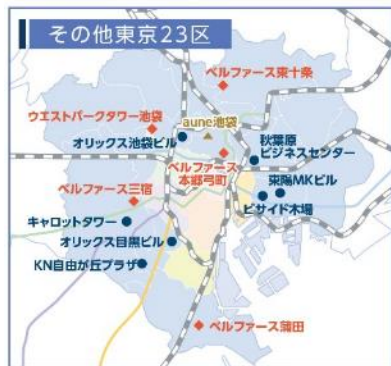 その他東京23区
ベルファース東十条
ウエストパークタワー池袋
aune池袋
オリックス池袋ビル
秋葉原
ビジネスセンター
ベルファース
本郷弓町
東陽MKビル
ベルファース三宿
ビサイド木場
キャロットタワー
オリックス目黒ビル
KN自由が丘プラザ
ベルファース蒲田